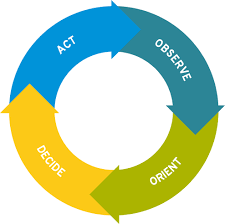 OBSERVE
ORIENT
DECIDE
ACT